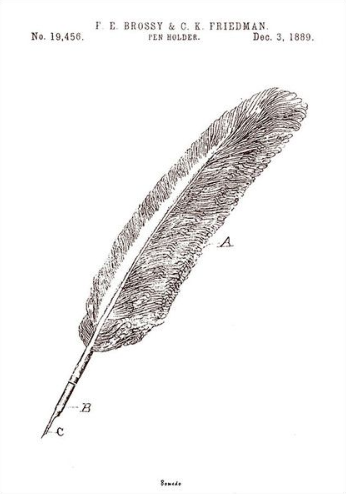 F. E. BROSSY & C. K. FRIEDMAN.
PEN HOLDER.
No. 19,456.
Dec. 3, 1889.
A
B
C